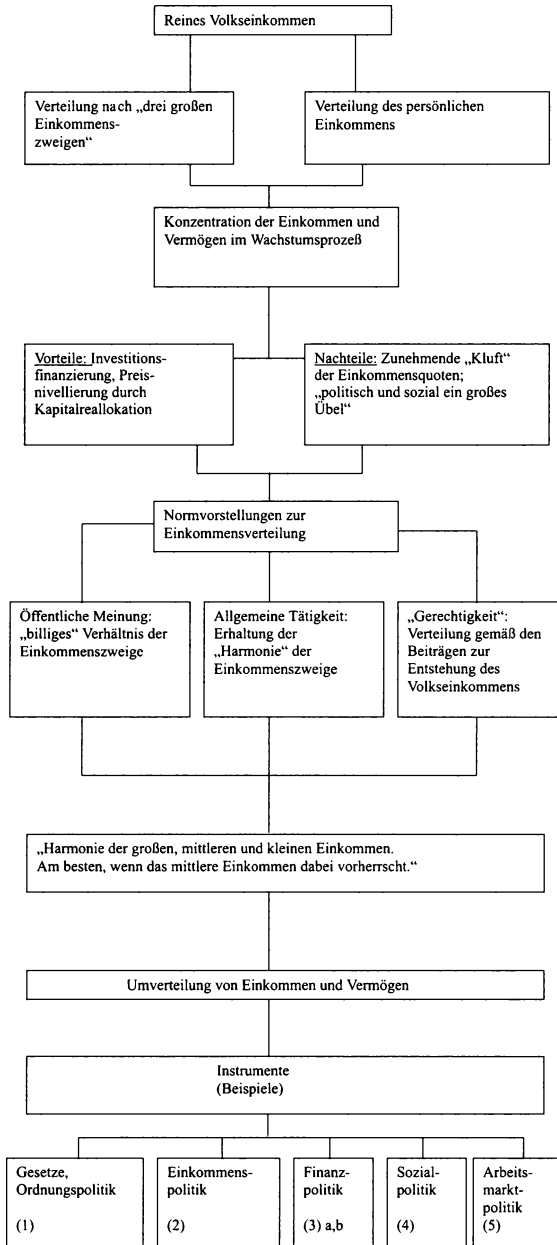 Reines Volkseinkommen
Verteilung nach „drei großen
Einkommens-
zweigen“
Verteilung des persönlichen
Einkommens
Konzentration der Einkommen und
Vermögen im Wachstumsprozeß
Vorteile: Investitions-
finanzierung, Preis-
nivellierung durch
Kapitalreallokation
Nachteile: Zunehmende „Kluft“
der Einkommensquoten;
„politisch und sozial ein großes
Übel“
Normvorstellungen zur
Einkommensverteilung
Öffentliche Meinung:
„billiges“ Verhältnis der
Einkommenszweige
Allgemeine Tätigkeit:
Erhaltung der
„Harmonie“ der
Einkommenszweige
„Gerechtigkeit“:
Verteilung gemäß den
Beiträgen zur
Entstehung des
Volkseinkommens
„Harmonie der großen, mittleren und kleinen Einkommen.
Am besten, wenn das mittlere Einkommen dabei vorherrscht.“
Umverteilung von Einkommen und Vermögen
Instrumente
(Beispiele)
Gesetze,
Ordnungspolitik
(1)
Einkommens-
politik
(2)
Finanz-
politik
(3) a,b
Sozial-
politik
(4)
Arbeits-
markt-
politik
(5)